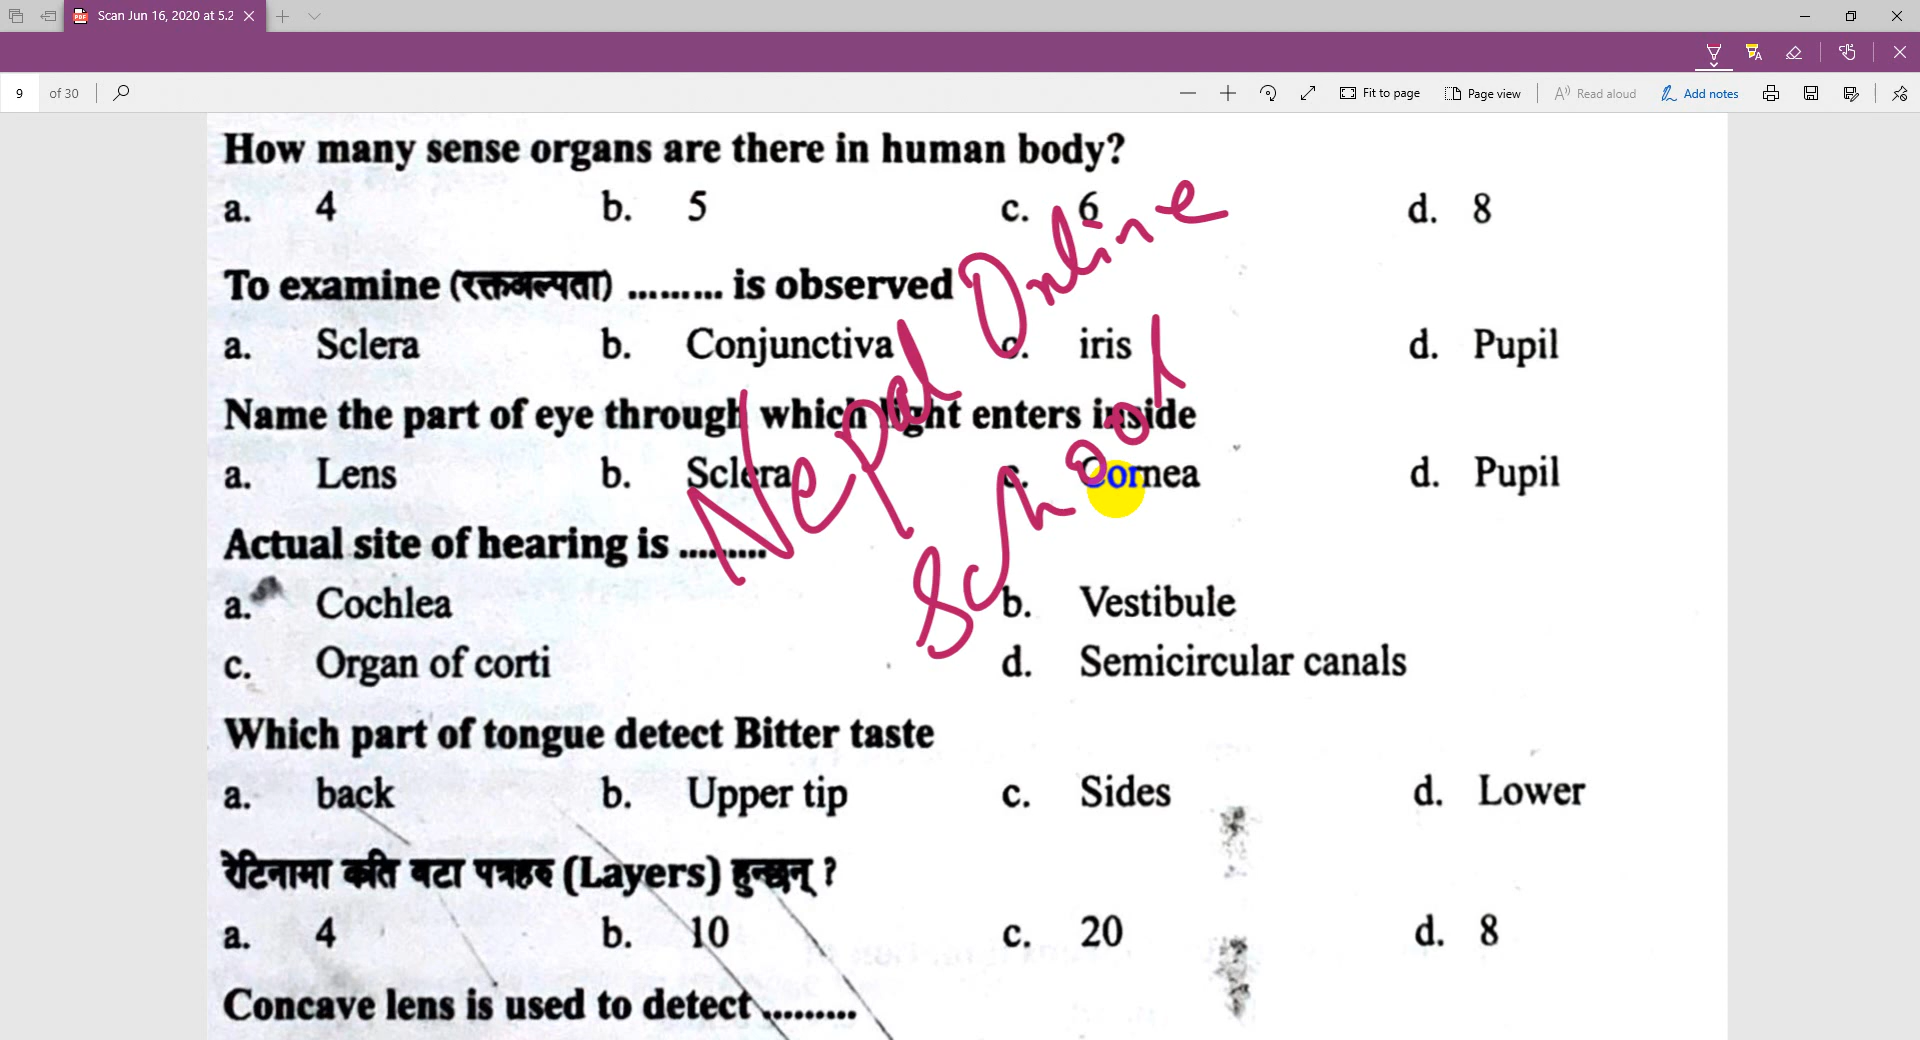 Scan Jun 16, 2020 at 5.2
9 of 30 Fit to page Page view Read aloud Add notes
How many sense organs are there in human body?
a. 4 b. 5 c. 6 d. 8
To examine (रक्तअल्पता) ......... is observed
a. Sclera b. Conjunctiva c. iris d. Pupil
Name the part of eye through which light enters inside
a. Lens b. Sclera c. Cornea d. Pupil
Actual site of hearing is .........
a. Cochlea b. Vestibule
c. Organ of corti d. Semicircular canals
Which part of tongue detect Bitter taste
a. back b. Upper tip c. Sides d. Lower
रेटिनामा कति वटा पत्रहरु (Layers) हुन्छन् ?
a. 4 b. 10 c. 20 d. 8
Concave lens is used to detect .........
Nepal Online
School